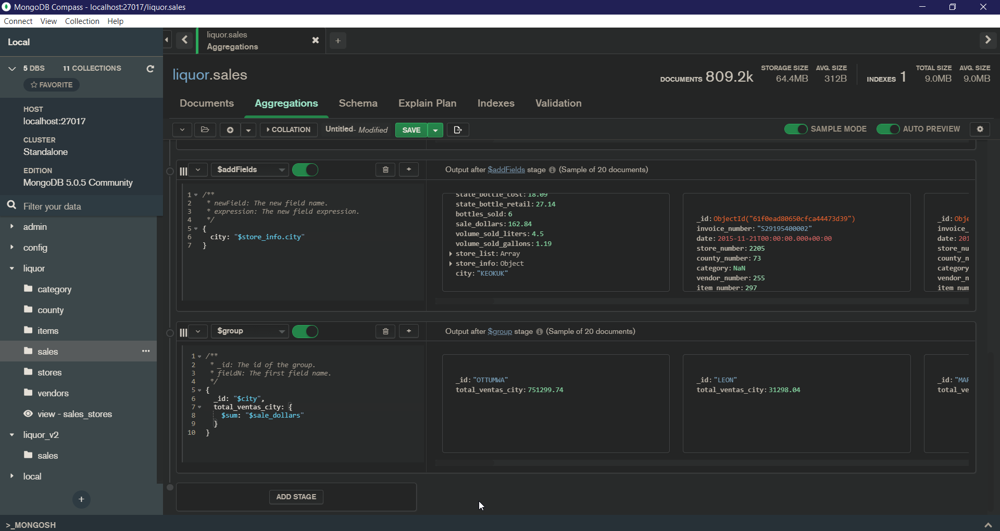 MongoDB Compass - localhost:27017/liquor.sales
Connect View Collection Help
Local
5 DBS 11 COLLECTIONS
FAVORITE
HOST
localhost:27017
CLUSTER
Standalone
EDITION
MongoDB 5.0.5 Community
Filter your data
admin
config
liquor
category
county
items
sales
stores
vendors
view - sales_stores
liquor_v2
sales
local
+
>_MONGOSH
liquor.sales
Aggregations
+
liquor.sales
DOCUMENTS 809.2k
STORAGE SIZE
64.4MB
AVG. SIZE
312B
INDEXES 1
TOTAL SIZE
9.0MB
AVG. SIZE
9.0MB
Documents Aggregations Schema Explain Plan Indexes Validation
COLLATION Untitled- Modified SAVE SAMPLE MODE AUTO PREVIEW
$addFields +
Output after $addFields stage (Sample of 20 documents)
1 /**
2 * newField: The new field name.
3 * expression: The new field expression.
4 */
5 {
6 city: "$store_info.city"
7 }
state_bottle_cost: 18.09
state_bottle_retail: 27.14
bottles_sold: 6
sale_dollars: 162.84
volume_sold_liters: 4.5
volume_sold_gallons: 1.19
store_list: Array
store_info: Object
city: "KEOKUK"
_id: ObjectId("61f0ead80650cfca44473d39")
invoice_number: "S29195400002"
date: 2015-11-21T00:00:00.000+00:00
store_number: 2205
county_number: 73
category: NaN
vendor_number: 255
item_number: 297
_id: Obje
invoice_
date: 201
store_nu
county_n
category
vendor_n
item_num
$group +
Output after $group stage (Sample of 20 documents)
1 /**
2 * _id: The id of the group.
3 * fieldN: The first field name.
4 */
5 {
6 _id: "$city",
7 total_ventas_city: {
8 $sum: "$sale_dollars"
9 }
10 }
_id: "OTTUMWA"
total_ventas_city: 751299.74
_id: "LEON"
total_ventas_city: 31298.04
_id: "MAR
total_ve
ADD STAGE